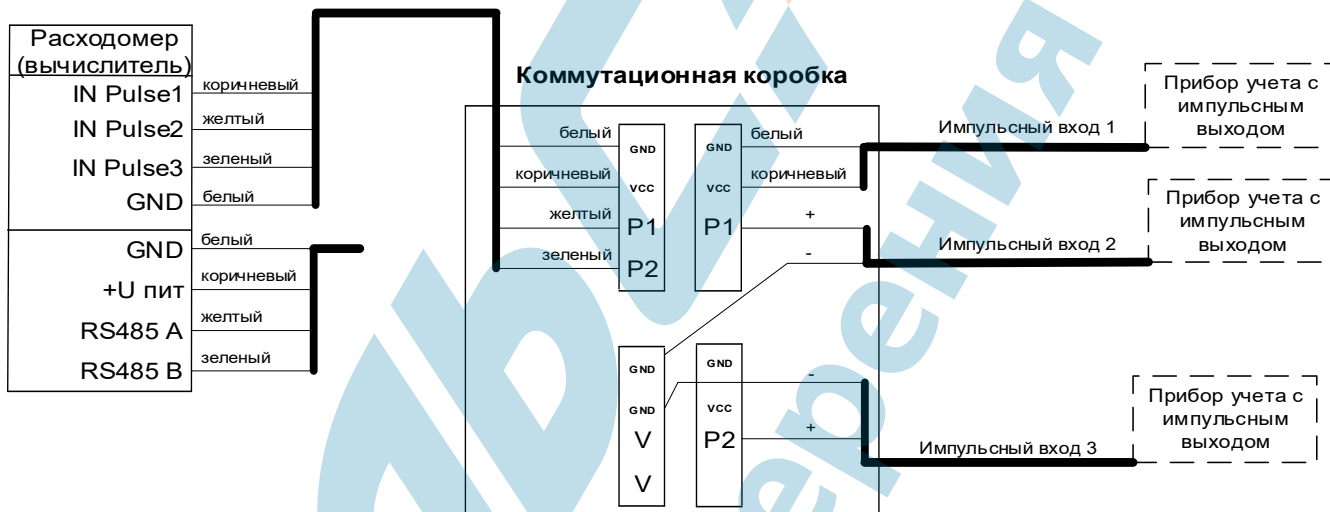 Расходомер
(вычислитель)
IN Pulse1
коричневый
IN Pulse2
желтый
IN Pulse3
зеленый
GND
белый
GND
белый
+U пит
коричневый
RS485 A
желтый
RS485 B
зеленый
Коммутационная коробка
белый
GND
коричневый
VCC
желтый
P1
зеленый
P2
GND
белый
VCC
коричневый
P1
+
-
GND
GND
V
V
GND
-
VCC
P2
+
Импульсный вход 1
Прибор учета с
импульсным
выходом
Импульсный вход 2
Прибор учета с
импульсным
выходом
Импульсный вход 3
Прибор учета с
импульсным
выходом